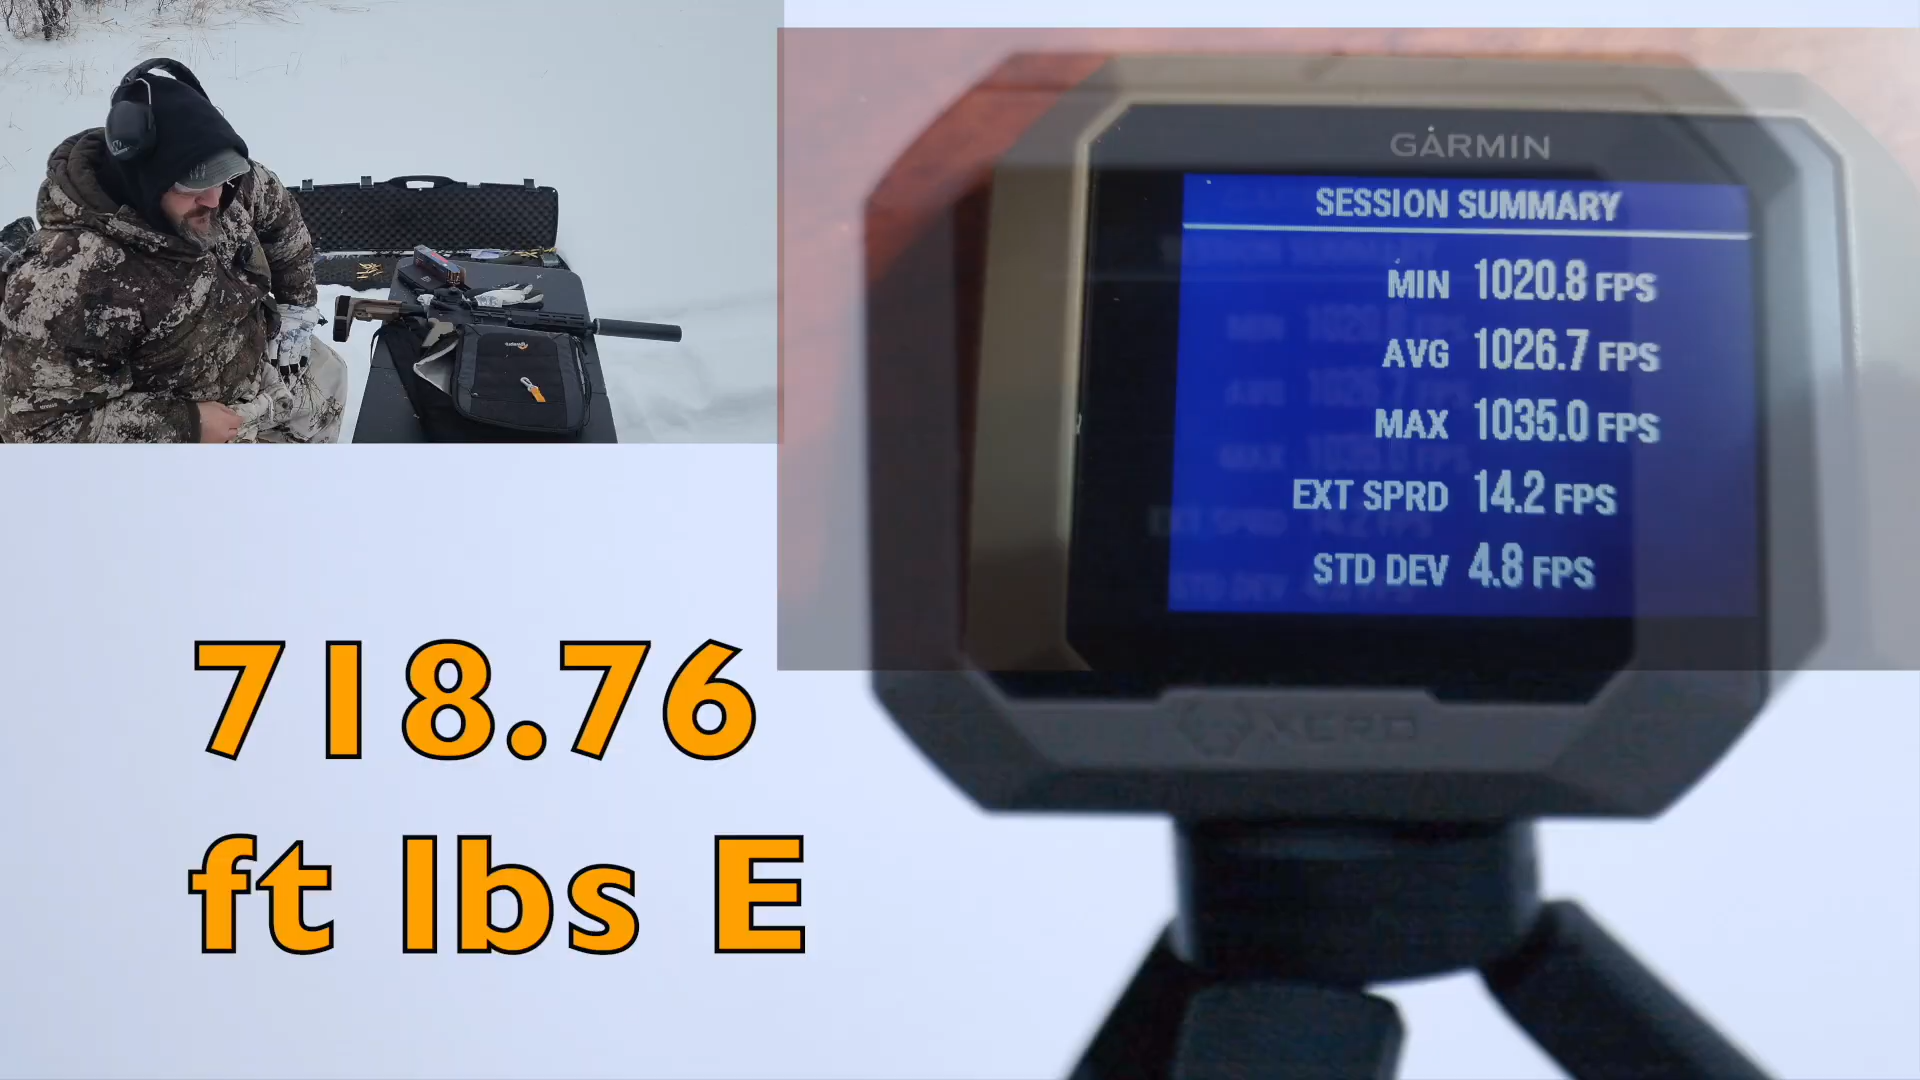 GARMIN
SESSION SUMMARY
MIN 1020.8 FPS
AVG 1026.7 FPS
MAX 1035.0 FPS
EXT SPRD 14.2 FPS
STD DEV 4.8 FPS
XERO
718.76
ft lbs E